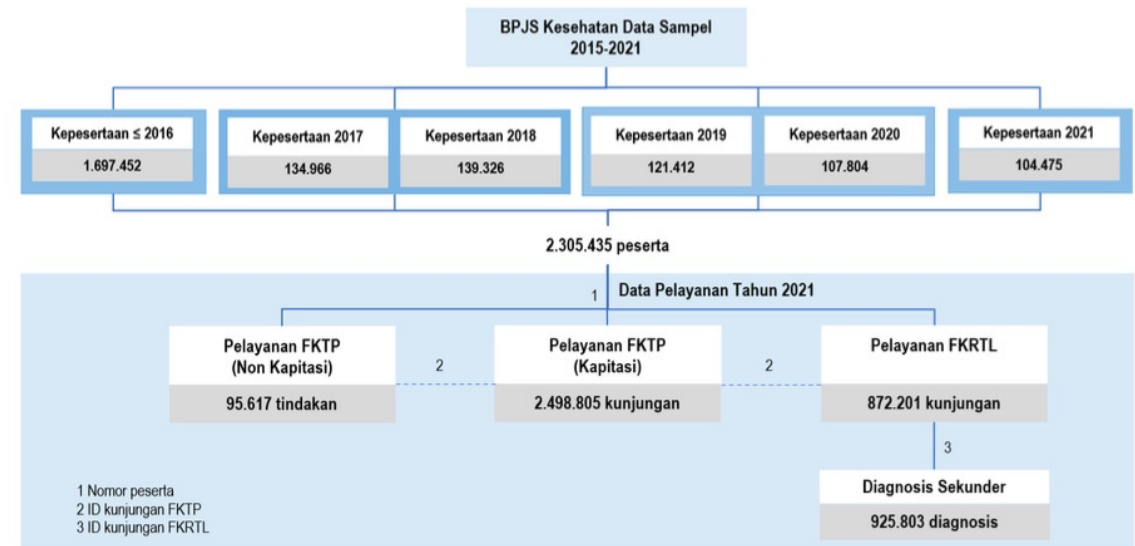 BPJS Kesehatan Data Sampel
2015-2021
Kepesertaan ≤ 2016
1.697.452
Kepesertaan 2017
134.966
Kepesertaan 2018
139.326
Kepesertaan 2019
121.412
Kepesertaan 2020
107.804
Kepesertaan 2021
104.475
2.305.435 peserta
1
Data Pelayanan Tahun 2021
Pelayanan FKTP
(Non Kapitasi)
95.617 tindakan
2
Pelayanan FKTP
(Kapitasi)
2.498.805 kunjungan
2
Pelayanan FKRTL
872.201 kunjungan
3
Diagnosis Sekunder
925.803 diagnosis
1 Nomor peserta
2 ID kunjungan FKTP
3 ID kunjungan FKRTL